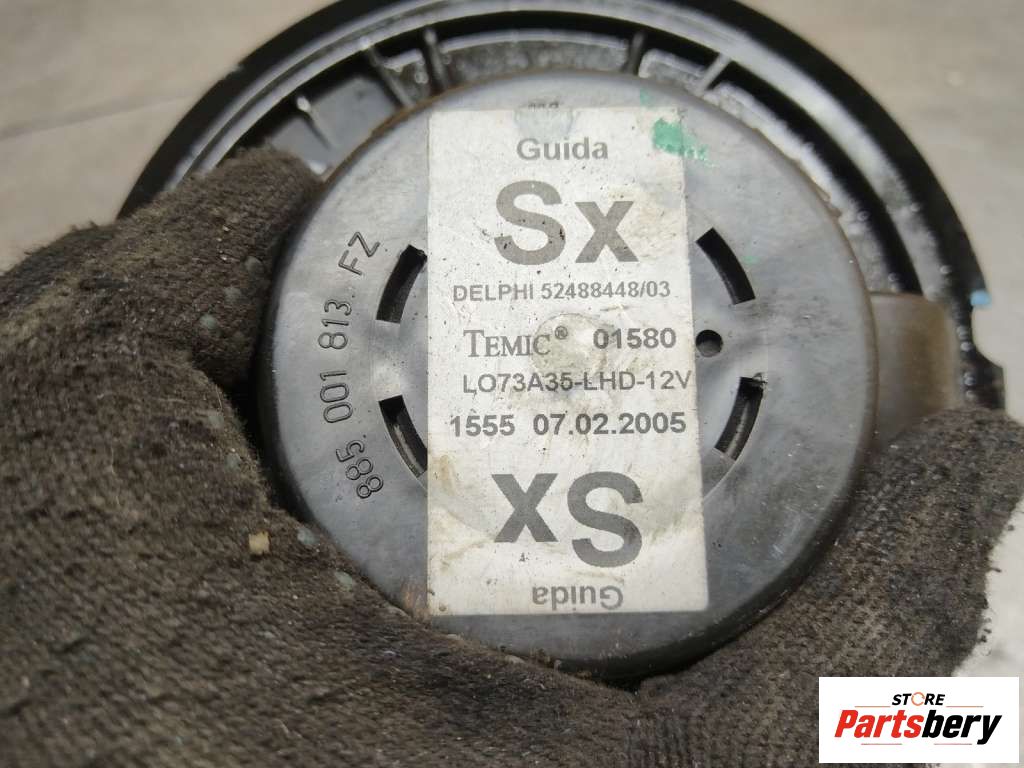 Guida
Sx
DELPHI 52488448/03
TEMIC® 01580
LO73A35-LHD-12V
1555 07.02.2005
Sx
Guida
885 001 813 FZ
STORE
Partsbery